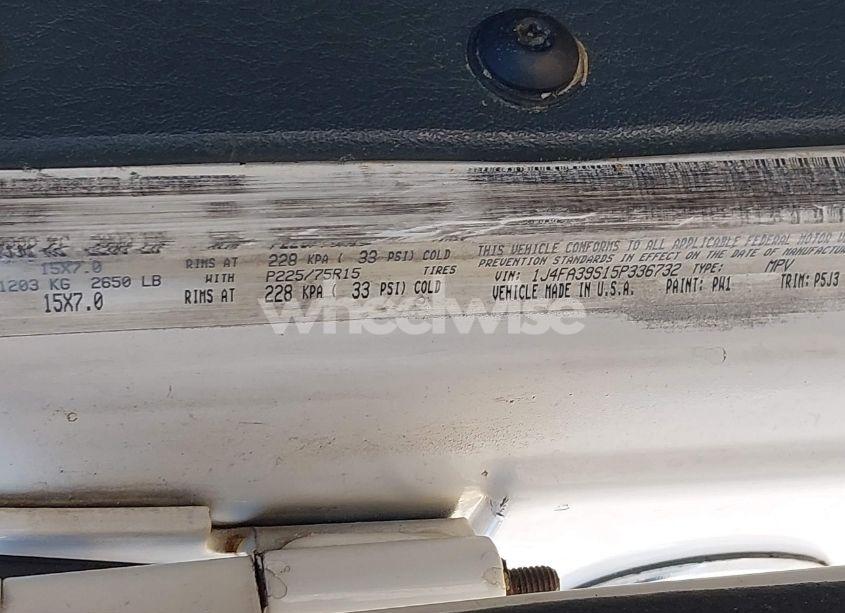 15X7.0 RIMS AT 228 KPA ( 33 PSI) COLD
1203 KG 2650 LB WITH P225/75R15 TIRES
15X7.0 RIMS AT 228 KPA ( 33 PSI) COLD
THIS VEHICLE CONFORMS TO ALL APPLICABLE FEDERAL MOTOR
PREVENTION STANDARDS IN EFFECT ON THE DATE OF MANUFACTUR
VIN: 1J4FA39S15P336732 TYPE: MPV
VEHICLE MADE IN U.S.A. PAINT: PW1 TRIM: P5J3
wheelwise